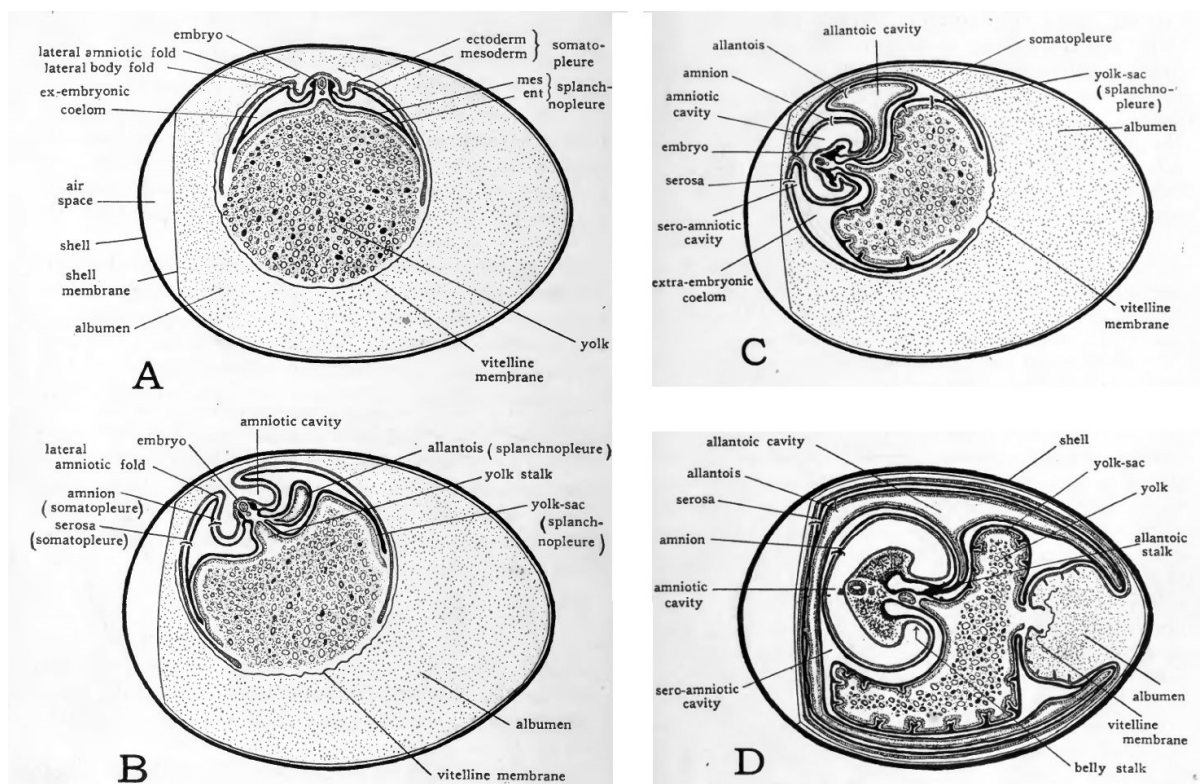 embryo
lateral amniotic fold
lateral body fold
ex-embryonic
coelom
ectoderm
mesoderm
somato-
pleure
mes
ent
splanch-
nopleure
air
space
shell
shell
membrane
albumen
yolk
vitelline
membrane
A
amniotic cavity
embryo
lateral
amniotic fold
amnion
(somatopleure)
serosa
(somatopleure)
allantois (splanchnopleure)
yolk stalk
yolk-sac
(splanch-
nopleure)
albumen
vitelline membrane
B
allantoic cavity
allantois
amnion
amniotic
cavity
embryo
serosa
sero-amniotic
cavity
extra-embryonic
coelom
somatopleure
yolk-sac
(splanchno-
pleure)
albumen
vitelline
membrane
C
allantoic cavity
allantois
serosa
amnion
amniotic
cavity
sero-amniotic
cavity
shell
yolk-sac
yolk
allantoic
stalk
albumen
vitelline
membrane
belly stalk
D